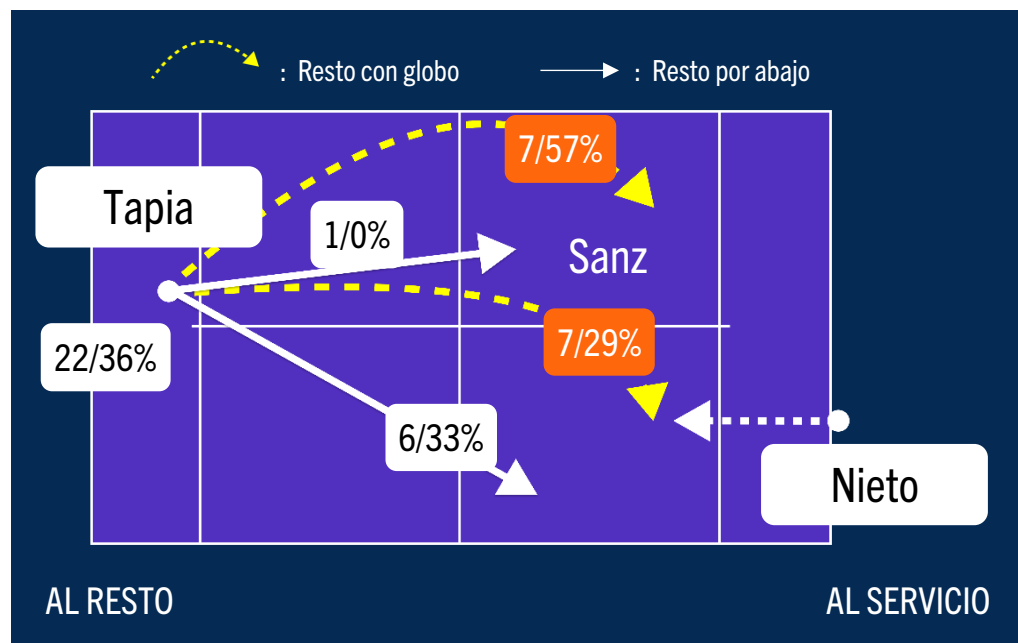 : Resto con globo
: Resto por abajo
7/57%
Tapia
1/0%
Sanz
22/36%
7/29%
6/33%
Nieto
AL RESTO
AL SERVICIO